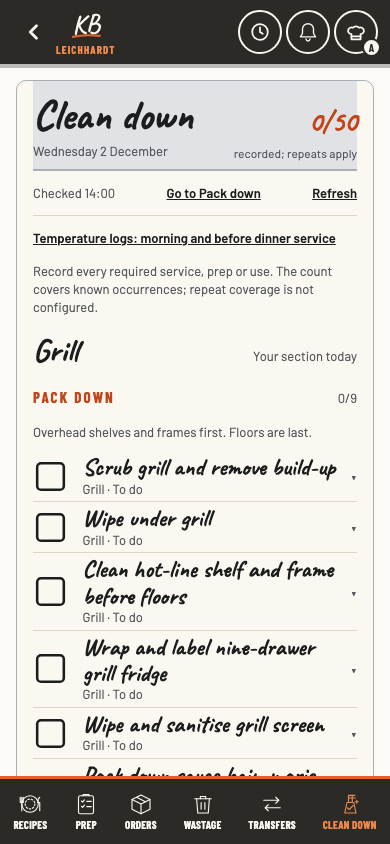 KB
LEICHHARDT
A
Clean down
0/50
Wednesday 2 December
recorded; repeats apply
Checked 14:00
Go to Pack down
Refresh
Temperature logs: morning and before dinner service
Record every required service, prep or use. The count
covers known occurrences; repeat coverage is not
configured.
Grill
Your section today
PACK DOWN
0/9
Overhead shelves and frames first. Floors are last.
Scrub grill and remove build-up
Grill · To do
Wipe under grill
Grill · To do
Clean hot-line shelf and frame
before floors
Grill · To do
Wrap and label nine-drawer
grill fridge
Grill · To do
Wipe and sanitise grill screen
Grill · To do
RECIPES
PREP
ORDERS
WASTAGE
TRANSFERS
CLEAN DOWN